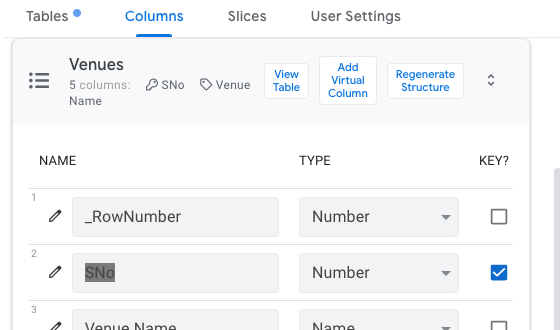 Tables Columns Slices User Settings
Venues
5 columns: SNo Venue Name
View Table
Add Virtual Column
Regenerate Structure
NAME TYPE KEY?
1
_RowNumber Number
2
SNo Number
3
Venue Name Name